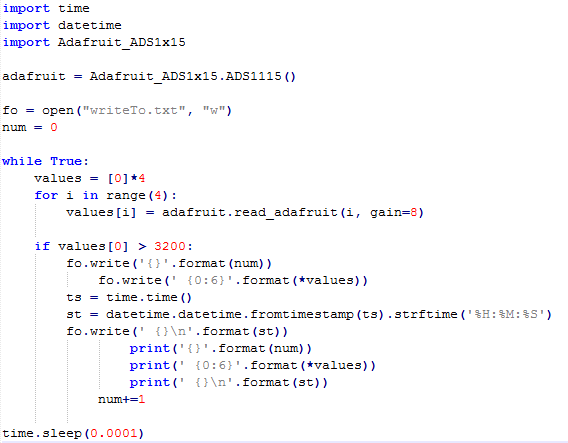 import time
import datetime
import Adafruit_ADS1x15

adafruit = Adafruit_ADS1x15.ADS1115()

fo = open("writeTo.txt", "w")
num = 0

while True:
    values = [0]*4
    for i in range(4):
        values[i] = adafruit.read_adafruit(i, gain=8)

    if values[0] > 3200:
        fo.write('{}'.format(num))
            fo.write(' {0:6}'.format(*values))
        ts = time.time()
        st = datetime.datetime.fromtimestamp(ts).strftime('%H:%M:%S')
        fo.write(' {}\n'.format(st))
                print('{}'.format(num))
                print(' {0:6}'.format(*values))
                print(' {}\n'.format(st))
            num+=1

time.sleep(0.0001)